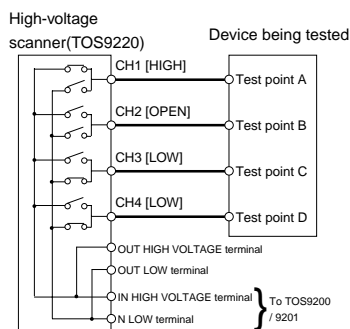 High-voltage
scanner(TOS9220)
Device being tested
CH1 [HIGH]
Test point A
CH2 [OPEN]
Test point B
CH3 [LOW]
Test point C
CH4 [LOW]
Test point D
OUT HIGH VOLTAGE terminal
OUT LOW terminal
IN HIGH VOLTAGE terminal
N LOW terminal
To TOS9200
/ 9201